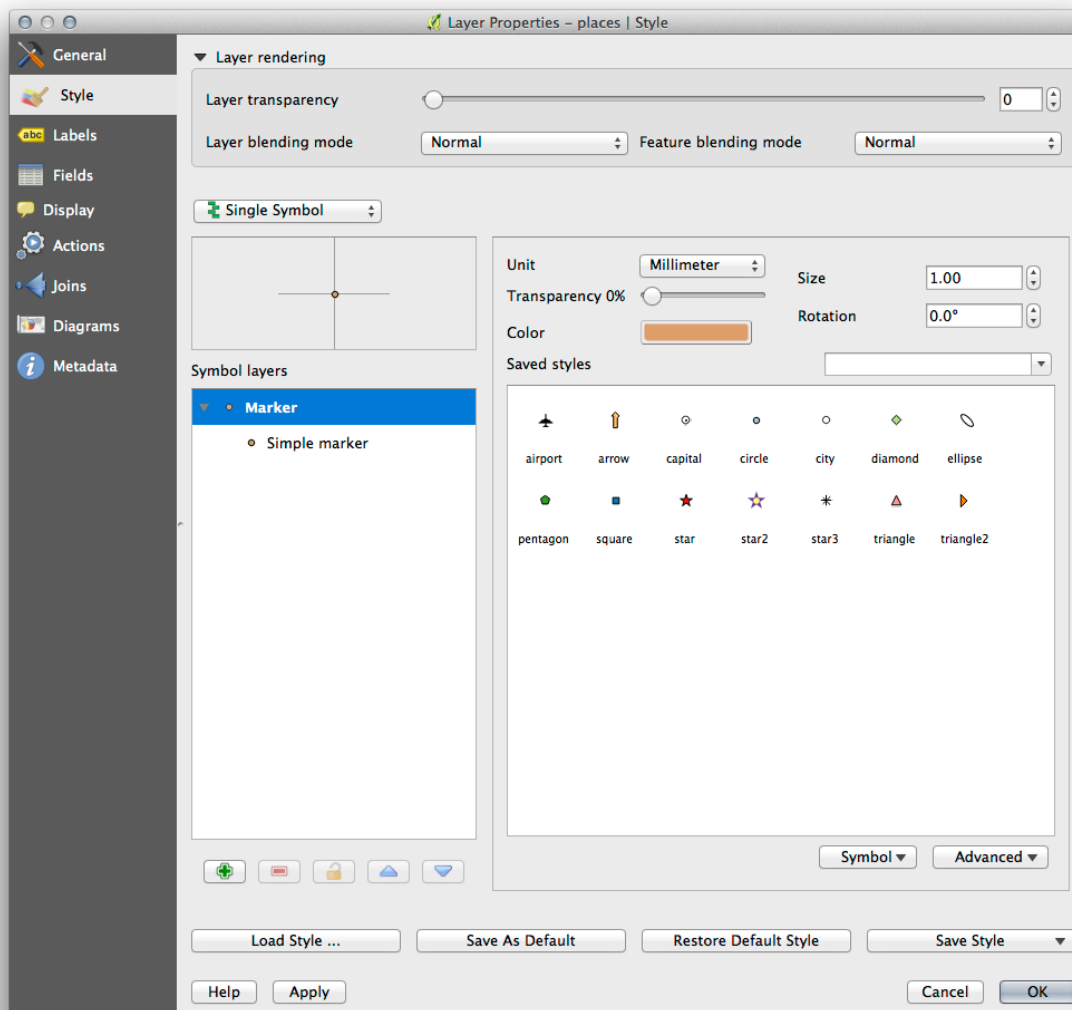 Layer Properties - places | Style
General
Style
abc Labels
Fields
Display
Actions
Joins
Diagrams
Metadata
Layer rendering
Layer transparency 0
Layer blending mode Normal Feature blending mode Normal
Single Symbol
Unit Millimeter Size 1.00
Transparency 0%
Rotation 0.0°
Color
Saved styles
Symbol layers
Marker
Simple marker
airport arrow capital circle city diamond ellipse
pentagon square star star2 star3 triangle triangle2
Symbol Advanced
Load Style ... Save As Default Restore Default Style Save Style
Help Apply Cancel OK